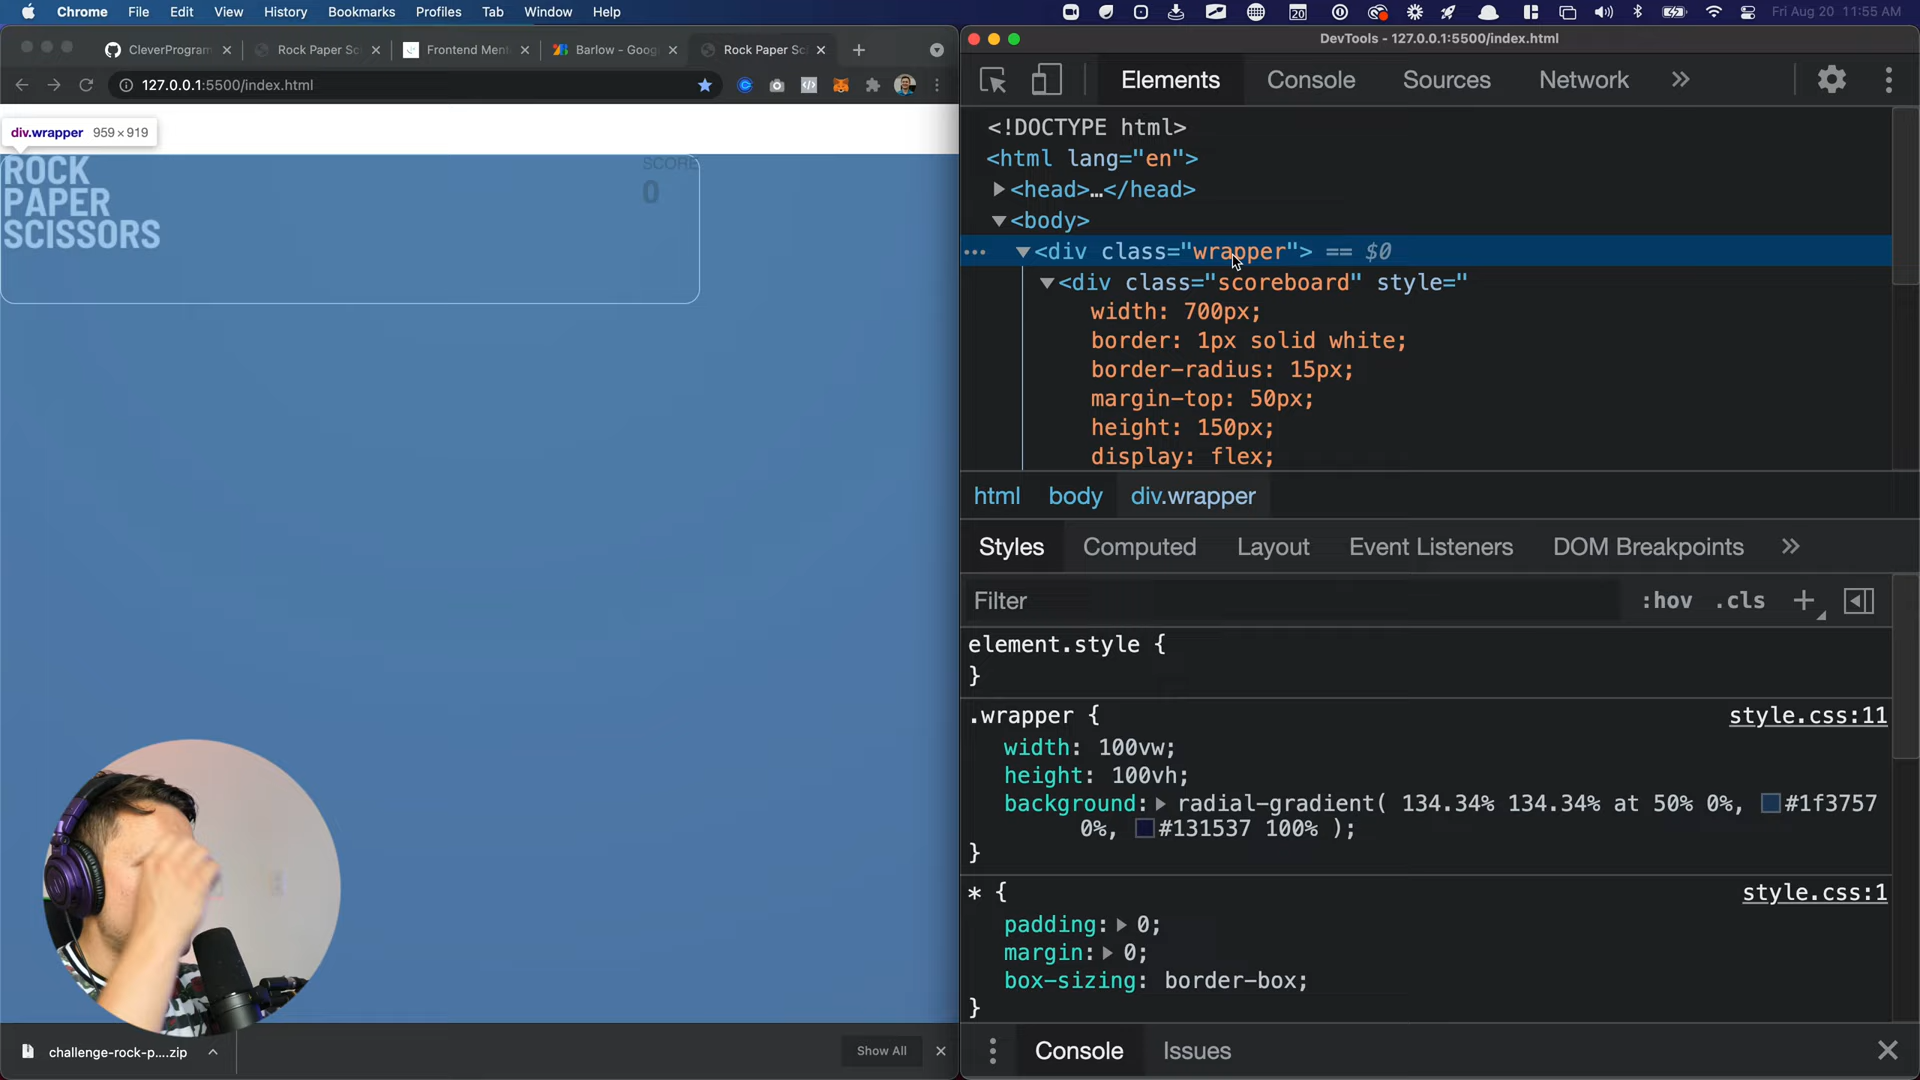 Chrome File Edit View History Bookmarks Profiles Tab Window Help
20
Fri Aug 20 11:55 AM
CleverProgram
Rock Paper Sc
Frontend Ment
Barlow - Goog
Rock Paper Sc
127.0.0.1:5500/index.html
div.wrapper 959 × 919
ROCK
PAPER
SCISSORS
SCORE
0
challenge-rock-p....zip
Show All
DevTools - 127.0.0.1:5500/index.html
Elements Console Sources Network
<!DOCTYPE html>
<html lang="en">
<head>…</head>
<body>
<div class="wrapper"> == $0
<div class="scoreboard" style="
width: 700px;
border: 1px solid white;
border-radius: 15px;
margin-top: 50px;
height: 150px;
display: flex;
html body div.wrapper
Styles Computed Layout Event Listeners DOM Breakpoints
Filter :hov .cls
element.style {
}
.wrapper { style.css:11
width: 100vw;
height: 100vh;
background: radial-gradient( 134.34% 134.34% at 50% 0%, #1f3757
0%, #131537 100% );
}
* { style.css:1
padding: 0;
margin: 0;
box-sizing: border-box;
}
Console Issues